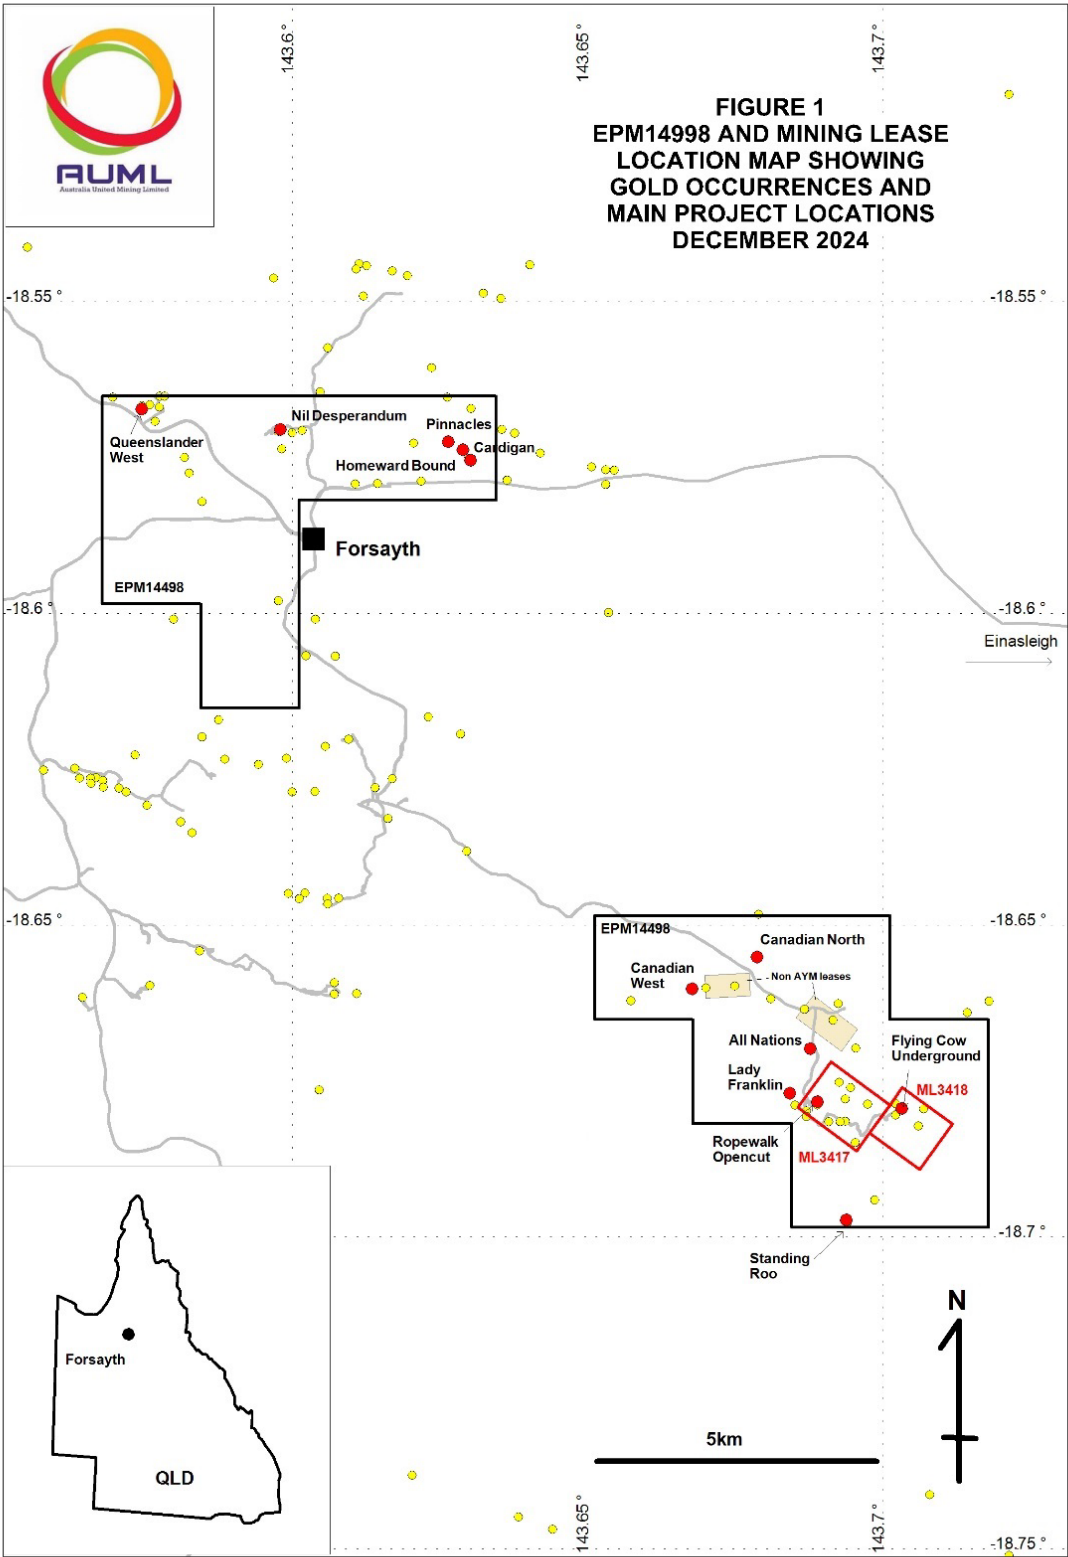 143.6 °
143.65 °
143.7 °
AUML
Australia United Mining Limited
FIGURE 1
EPM14998 AND MINING LEASE
LOCATION MAP SHOWING
GOLD OCCURRENCES AND
MAIN PROJECT LOCATIONS
DECEMBER 2024
-18.55 °
-18.55 °
Nil Desperandum
Pinnacles
Queenslander
West
Cardigan
Homeward Bound
Forsayth
EPM14498
-18.6 °
-18.6 °
Einasleigh
-18.65 °
-18.65 °
EPM14498
Canadian North
Canadian
West
Non AYM leases
All Nations
Flying Cow
Underground
Lady
Franklin
ML3418
Ropewalk
Opencut
ML3417
-18.7 °
Standing
Roo
N
Forsayth
5km
QLD
143.65 °
143.7 °
-18.75 °